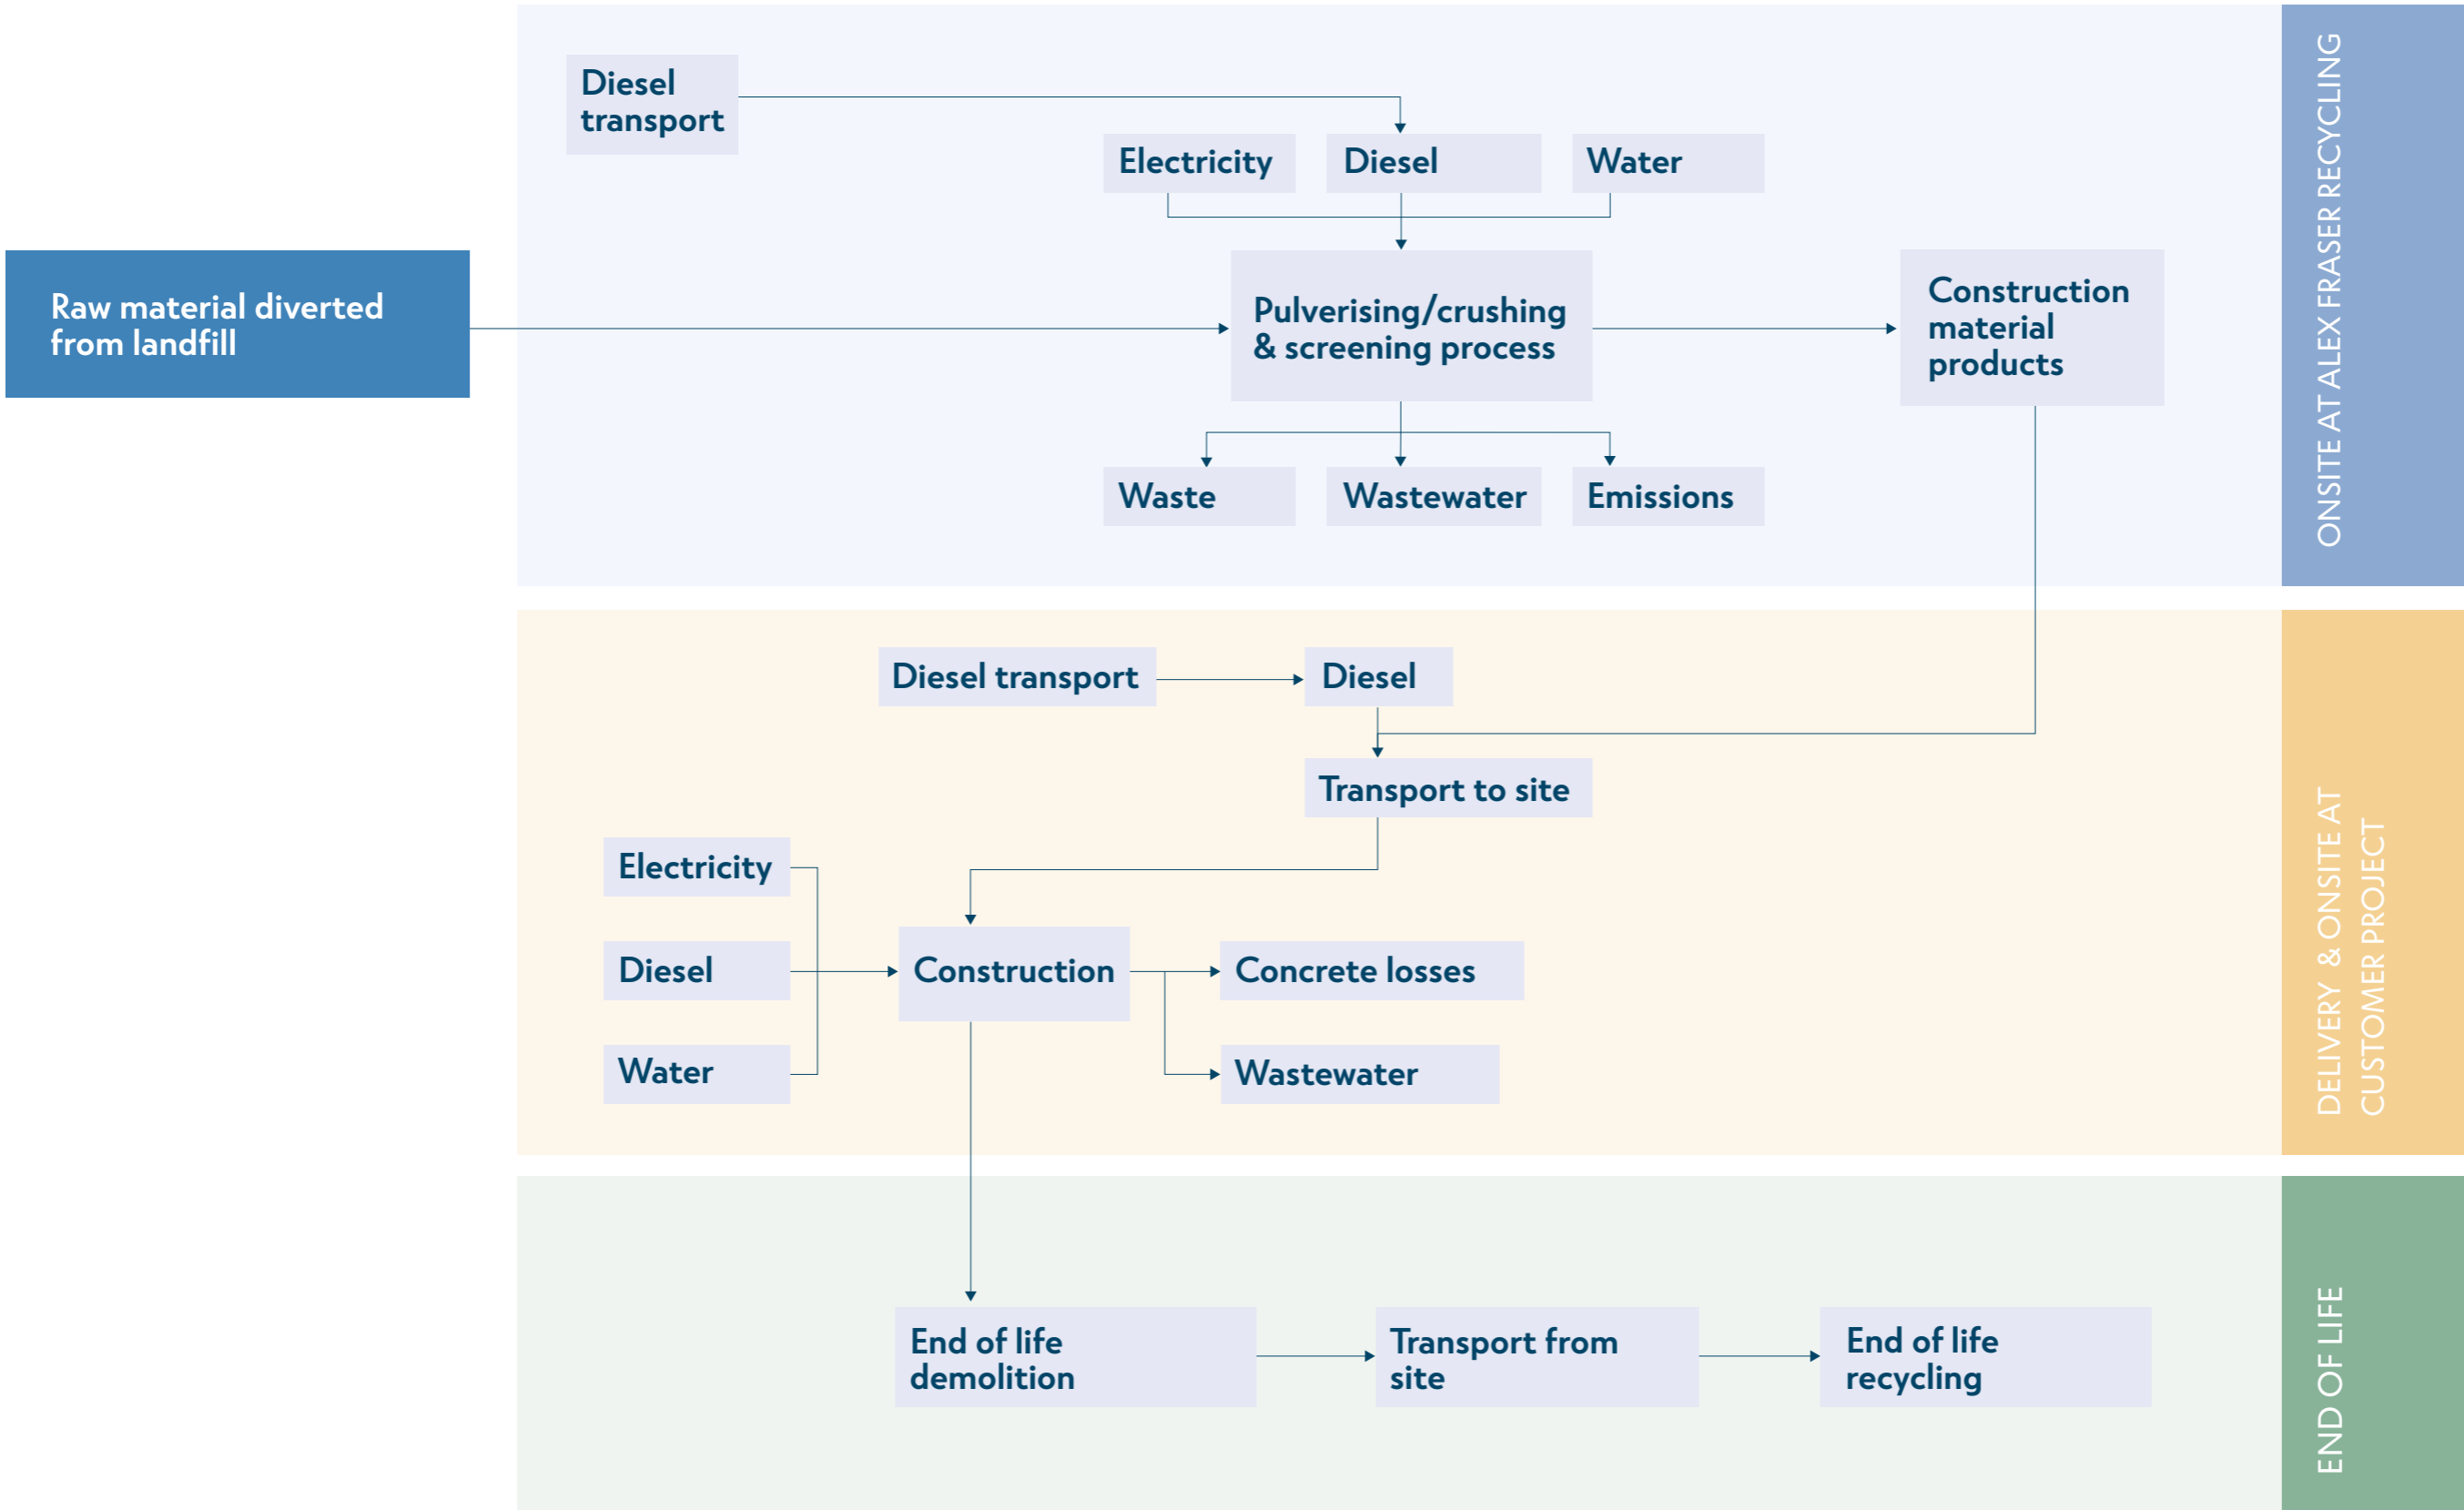 Diesel
transport
Electricity
Diesel
Water
Raw material diverted
from landfill
Pulverising/crushing
& screening process
Construction
material
products
Waste
Wastewater
Emissions
ONSITE AT ALEX FRASER RECYCLING
Diesel transport
Diesel
Transport to site
Electricity
Diesel
Water
Construction
Concrete losses
Wastewater
DELIVERY & ONSITE AT
CUSTOMER PROJECT
End of life
demolition
Transport from
site
End of life
recycling
END OF LIFE